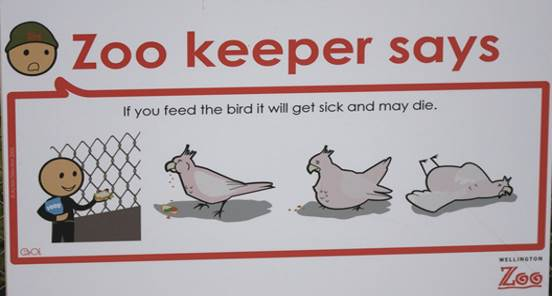 Zoo keeper says
If you feed the bird it will get sick and may die.
WELLINGTON
Zoo